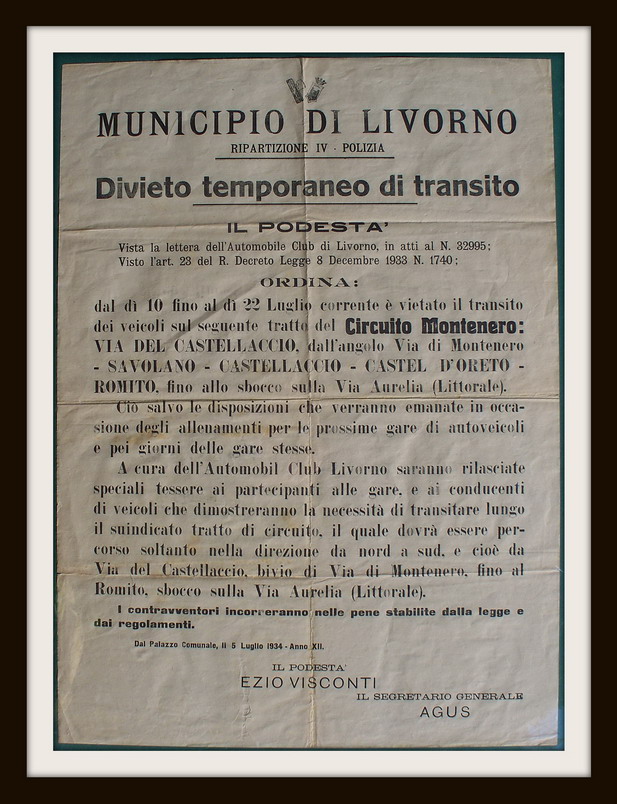 MUNICIPIO DI LIVORNO
RIPARTIZIONE IV - POLIZIA
Divieto temporaneo di transito
IL PODESTA'
Vista la lettera dell'Automobile Club di Livorno, in atti al N. 32995;
Visto l'art. 23 del R. Decreto Legge 8 Decembre 1933 N. 1740;
ORDINA:
dal dì 10 fino al dì 22 Luglio corrente è vietato il transito
dei veicoli sul seguente tratto del Circuito Montenero:
VIA DEL CASTELLACCIO, dall'angolo Via di Montenero
- SAVOLANO - CASTELLACCIO - CASTEL D'ORETO -
ROMITO, fino allo sbocco sulla Via Aurelia (Littorale).
Ciò salvo le disposizioni che verranno emanate in occa-
sione degli allenamenti per le prossime gare di autoveicoli
e pei giorni delle gare stesse.
A cura dell'Automobil Club Livorno saranno rilasciate
speciali tessere ai partecipanti alle gare, e ai conducenti
di veicoli che dimostreranno la necessità di transitare lungo
il suindicato tratto di circuito, il quale dovrà essere per-
corso soltanto nella direzione da nord a sud, e cioè da
Via del Castellaccio, bivio di Via di Montenero, fino al
Romito, sbocco sulla Via Aurelia (Littorale).
I contravventori incorreranno nelle pene stabilite dalla legge e
dai regolamenti.
Dal Palazzo Comunale, li 5 Luglio 1934 - Anno XII.
IL PODESTA'
EZIO VISCONTI
IL SEGRETARIO GENERALE
AGUS